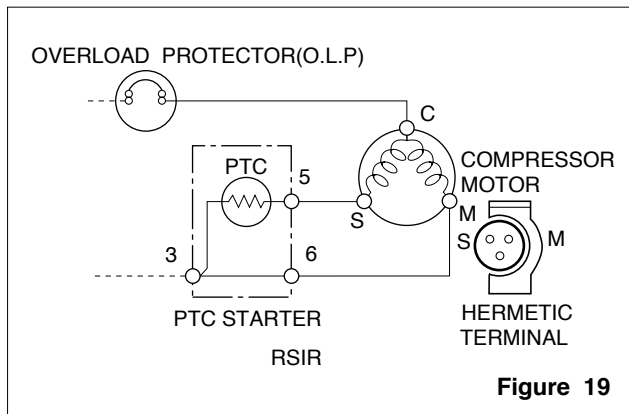 OVERLOAD PROTECTOR(O.L.P)
C
PTC
5
COMPRESSOR
MOTOR
S
M
S
M
3
6
PTC STARTER
HERMETIC
TERMINAL
RSIR
Figure 19